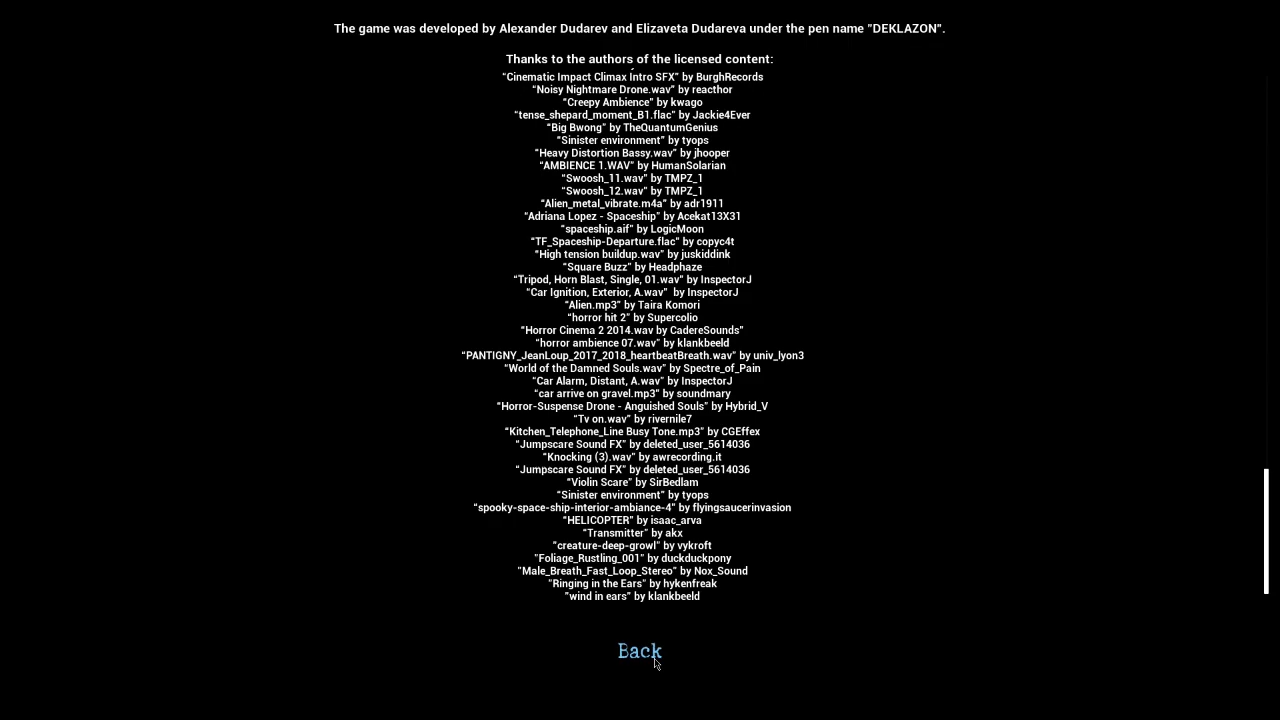 The game was developed by Alexander Dudarev and Elizaveta Dudareva under the pen name "DEKLAZON".
Thanks to the authors of the licensed content:
"Cinematic Impact Climax Intro SFX" by BurghRecords
"Noisy Nightmare Drone.wav" by reacthor
"Creepy Ambience" by kwago
"tense_shepard_moment_B1.flac" by Jackie4Ever
"Big Bwong" by TheQuantumGenius
"Sinister environment" by tyops
"Heavy Distortion Bassy.wav" by jhooper
"AMBIENCE 1.WAV" by HumanSolarian
"Swoosh_11.wav" by TMPZ_1
"Swoosh_12.wav" by TMPZ_1
"Alien_metal_vibrate.m4a" by adr1911
"Adriana Lopez - Spaceship" by Acekat13X31
"spaceship.aif" by LogicMoon
"TF_Spaceship-Departure.flac" by copyc4t
"High tension buildup.wav" by juskiddink
"Square Buzz" by Headphaze
"Tripod, Horn Blast, Single, 01.wav" by InspectorJ
"Car Ignition, Exterior, A.wav"  by InspectorJ
"Alien.mp3" by Taira Komori
"horror hit 2" by Supercolio
"Horror Cinema 2 2014.wav by CadereSounds"
"horror ambience 07.wav" by klankbeeld
"PANTIGNY_JeanLoup_2017_2018_heartbeatBreath.wav" by univ_lyon3
"World of the Damned Souls.wav" by Spectre_of_Pain
"Car Alarm, Distant, A.wav" by InspectorJ
"car arrive on gravel.mp3" by soundmary
"Horror-Suspense Drone - Anguished Souls" by Hybrid_V
"Tv on.wav" by rivernile7
"Kitchen_Telephone_Line Busy Tone.mp3" by CGEffex
"Jumpscare Sound FX" by deleted_user_5614036
"Knocking (3).wav" by awrecording.it
"Jumpscare Sound FX" by deleted_user_5614036
"Violin Scare" by SirBedlam
"Sinister environment" by tyops
"spooky-space-ship-interior-ambiance-4" by flyingsaucerinvasion
"HELICOPTER" by isaac_arva
"Transmitter" by akx
"creature-deep-growl" by vykroft
"Foliage_Rustling_001" by duckduckpony
"Male_Breath_Fast_Loop_Stereo" by Nox_Sound
"Ringing in the Ears" by hykenfreak
"wind in ears" by klankbeeld
Back